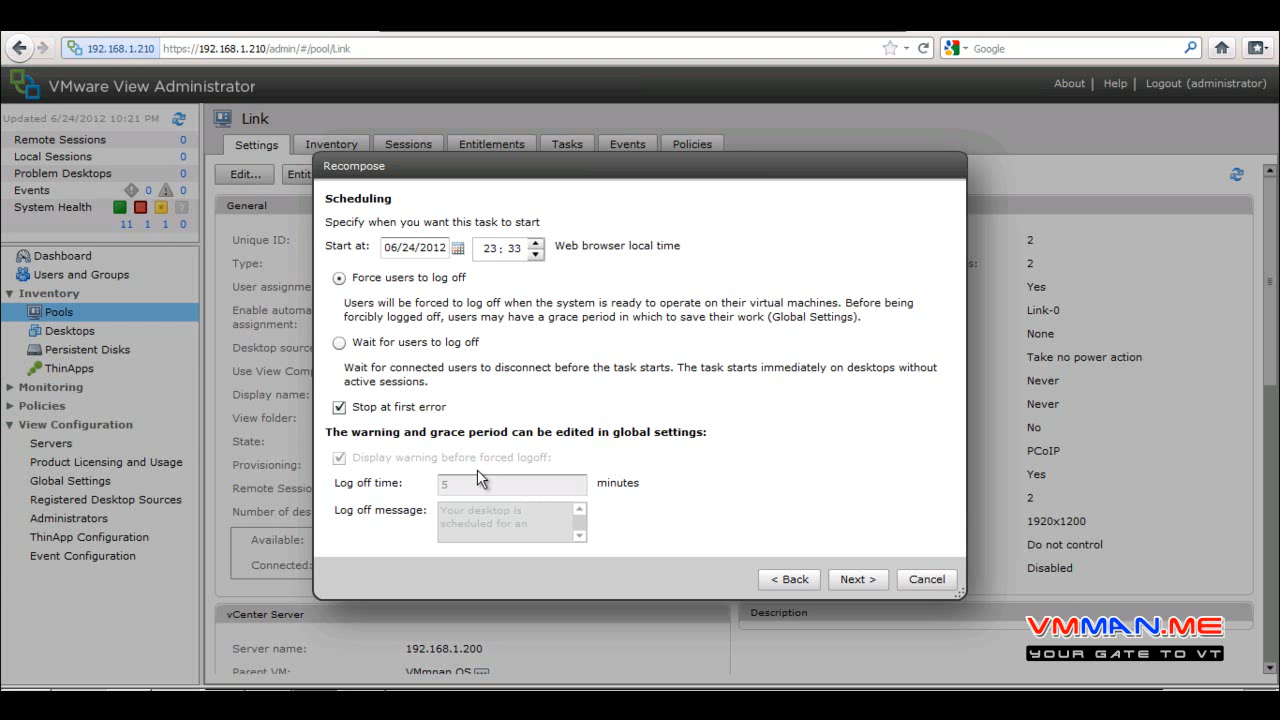 192.168.1.210
https://192.168.1.210/admin/#/pool/Link
Google
VMware View Administrator
About | Help | Logout (administrator)
Updated 6/24/2012 10:21 PM
Remote Sessions 0
Local Sessions 0
Problem Desktops 0
Events 0 0
System Health
11 1 1 0
Dashboard
Users and Groups
Inventory
Pools
Desktops
Persistent Disks
ThinApps
Monitoring
Policies
View Configuration
Servers
Product Licensing and Usage
Global Settings
Registered Desktop Sources
Administrators
ThinApp Configuration
Event Configuration
Link
Settings Inventory Sessions Entitlements Tasks Events Policies
Edit... Entit
General
Unique ID:
Type:
User assignme
Enable automa
assignment:
Desktop source
Use View Comp
Display name:
View folder:
State:
Provisioning:
Remote Sessio
Number of des
Available:
Connected:
Recompose
Scheduling
Specify when you want this task to start
Start at: 06/24/2012 23: 33 Web browser local time
Force users to log off
Users will be forced to log off when the system is ready to operate on their virtual machines. Before being
forcibly logged off, users may have a grace period in which to save their work (Global Settings).
Wait for users to log off
Wait for connected users to disconnect before the task starts. The task starts immediately on desktops without
active sessions.
Stop at first error
The warning and grace period can be edited in global settings:
Display warning before forced logoff:
Log off time: 5 minutes
Log off message: Your desktop is
scheduled for an
< Back Next > Cancel
2
s: 2
Yes
Link-0
None
Take no power action
Never
Never
No
PCoIP
Yes
2
1920x1200
Do not control
Disabled
vCenter Server
Server name: 192.168.1.200
Parent VM:
Description
VMMAN.ME
YOUR GATE TO VT